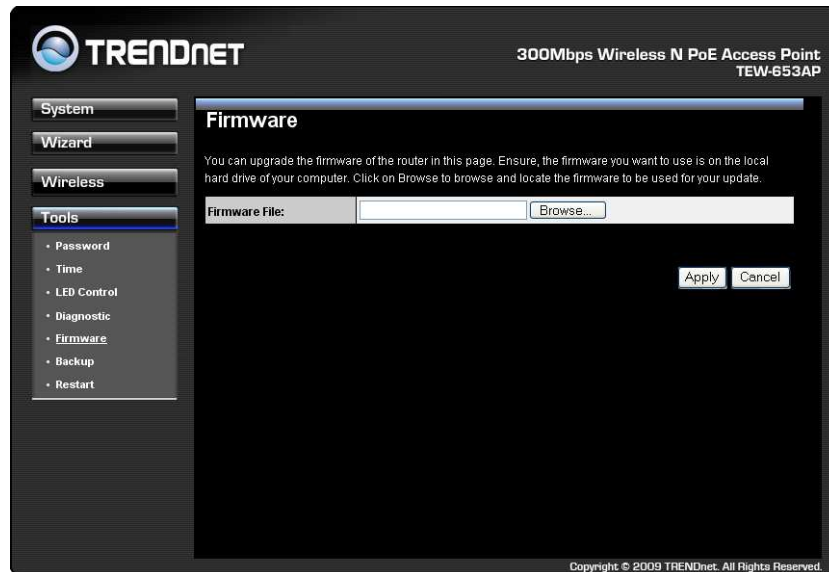 TRENDNET
300Mbps Wireless N PoE Access Point
TEW-653AP
System
Wizard
Wireless
Tools
• Password
• Time
• LED Control
• Diagnostic
• Firmware
• Backup
• Restart
Firmware
You can upgrade the firmware of the router in this page. Ensure, the firmware you want to use is on the local
hard drive of your computer. Click on Browse to browse and locate the firmware to be used for your update.
Firmware File:
Browse...
Apply Cancel
Copyright © 2009 TRENDnet. All Rights Reserved.